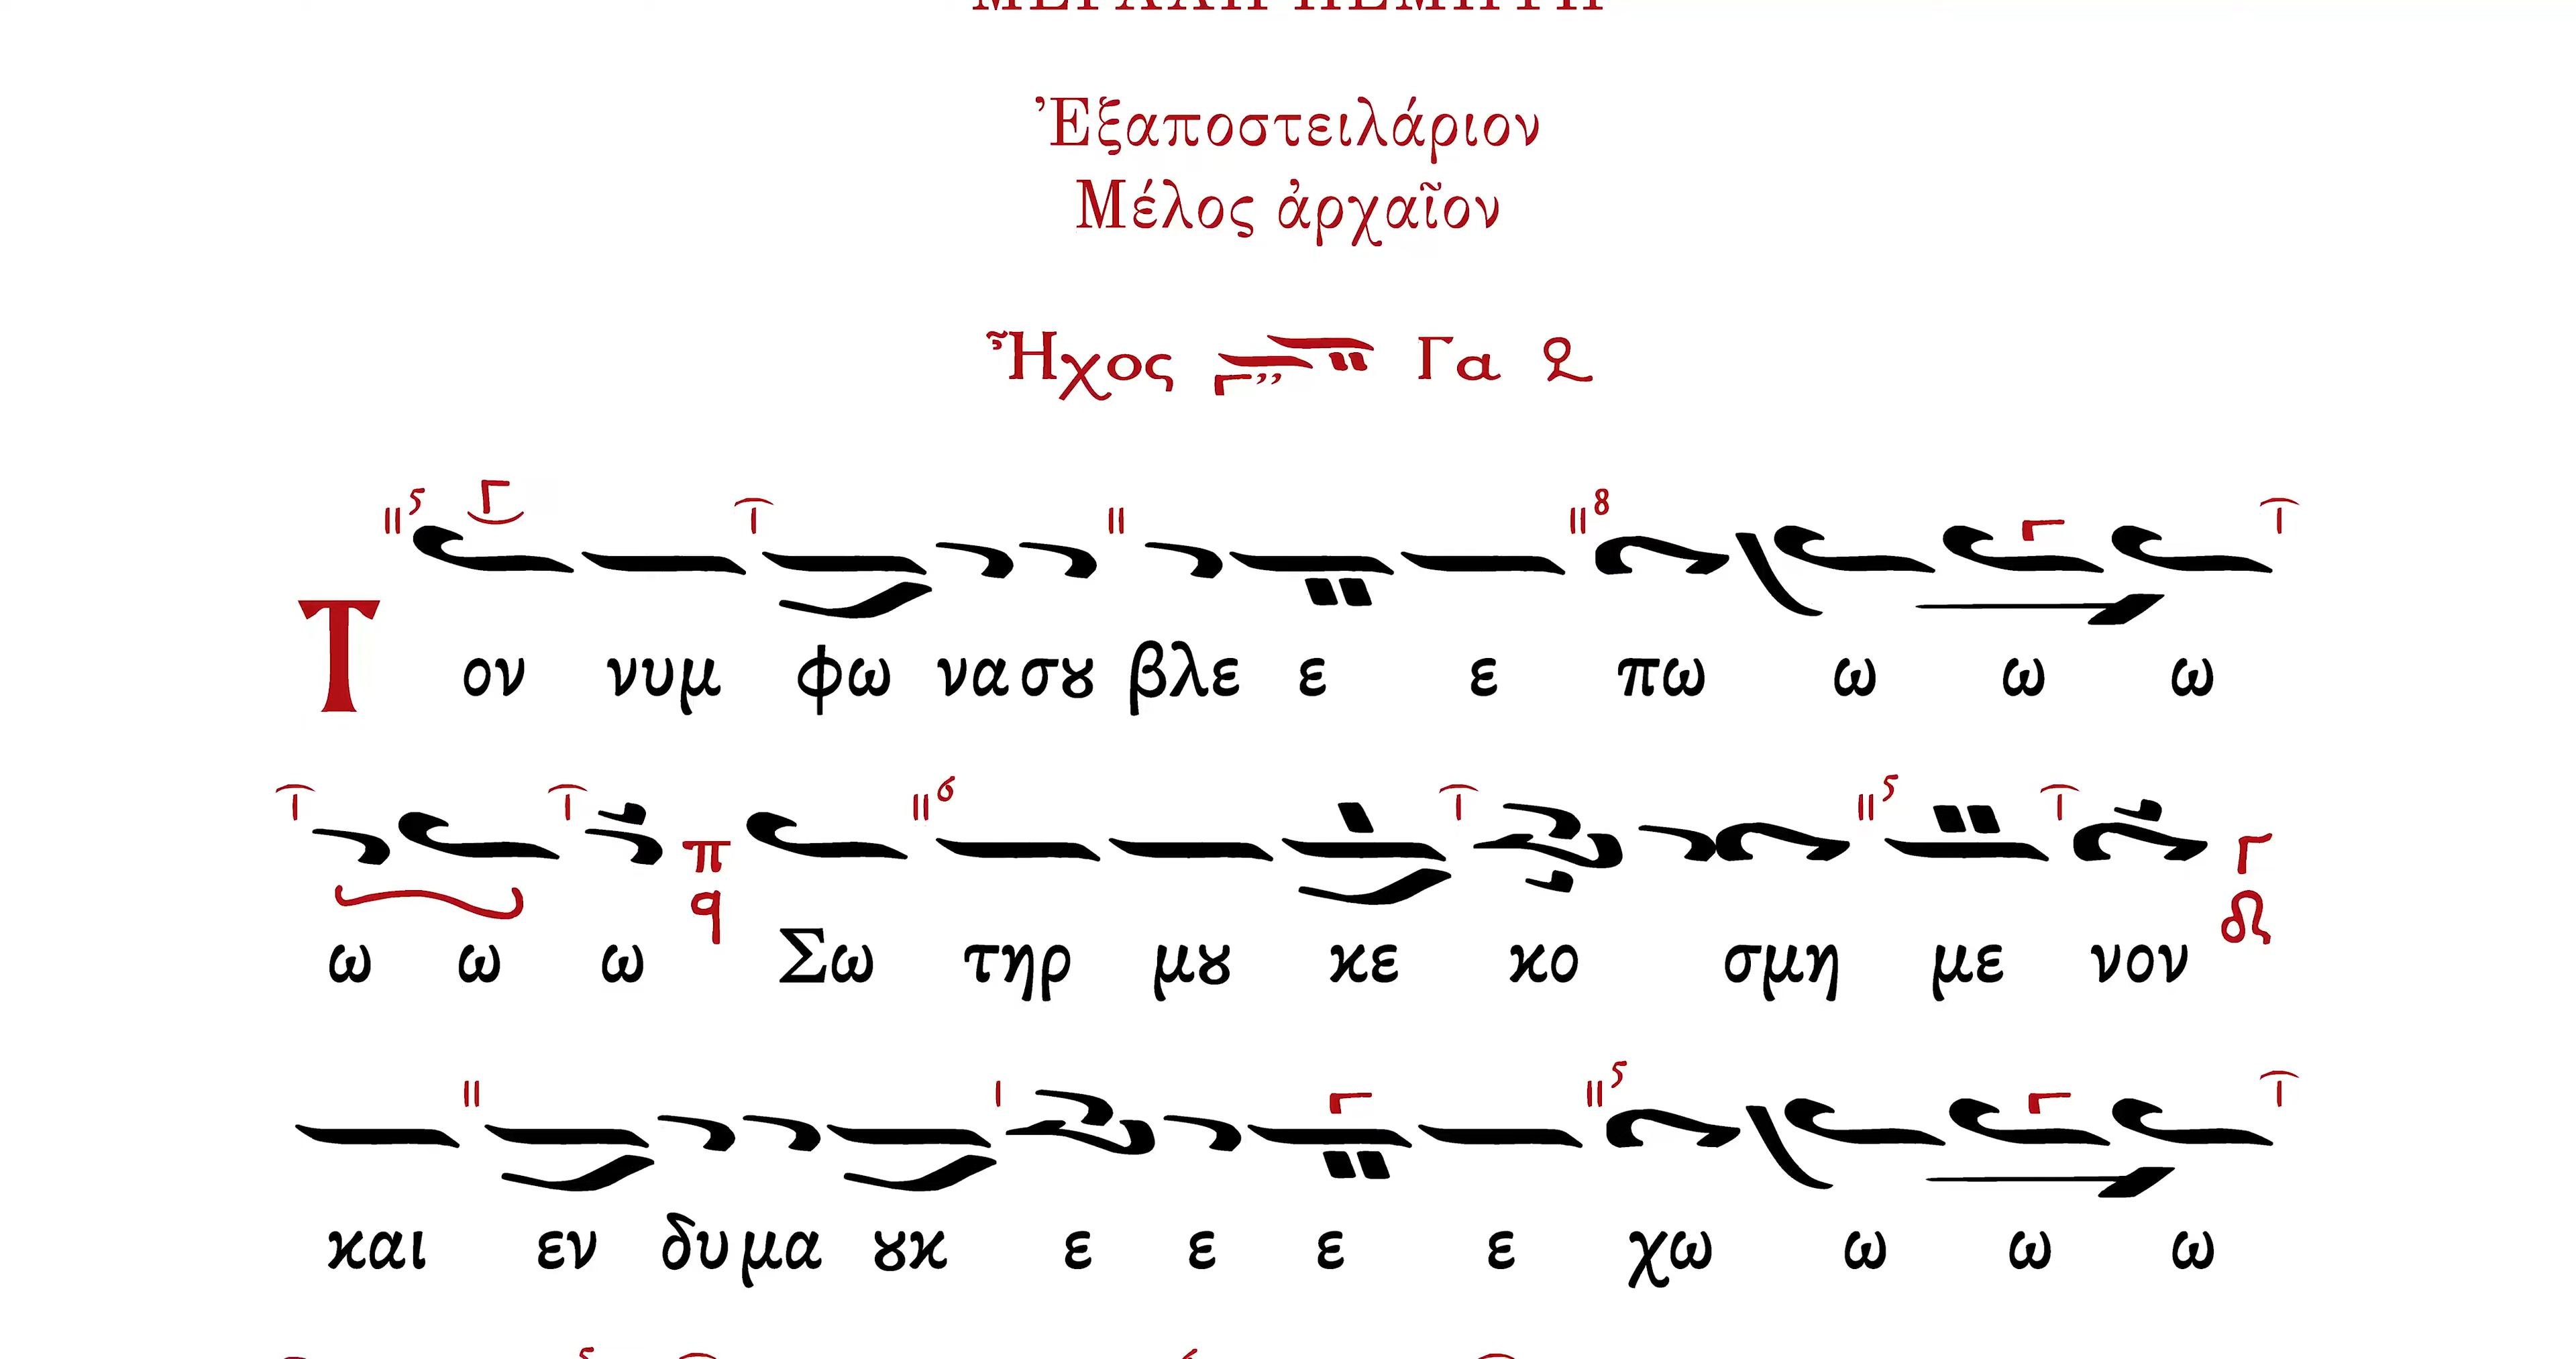 Ἐξαποστειλάριον
Μέλος ἀρχαῖον
Ἦχος Γα
Τον νυμ φω να σȣ βλε ε ε πω ω ω ω
ω ω ω Σω τηρ μȣ κε κο σμη με νον
και εν δυ μα ȣκ ε ε ε ε χω ω ω ω